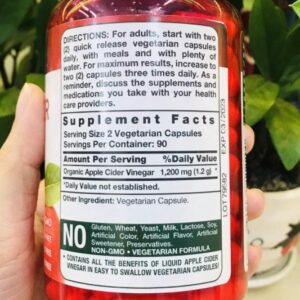 DIRECTIONS: For adults, start with two
(2) quick release vegetarian capsules
daily, with meals and with plenty of
water. For maximum results, increase to
two (2) capsules three times daily. As a
reminder, discuss the supplements and
medications you take with your health
care providers.
Supplement Facts
Serving Size 2 Vegetarian Capsules
Servings Per Container: 90
Amount Per Serving %Daily Value
Organic Apple Cider Vinegar 1,200 mg (1.2 g) *
*Daily Value not established.
Other Ingredient: Vegetarian Capsule.
NO Gluten, Wheat, Yeast, Milk, Lactose, Soy,
Artificial Color, Artificial Flavor, Artificial
Sweetener, Preservatives.
NON-GMO • VEGETARIAN FORMULA
• CONTAINS ALL THE BENEFITS OF LIQUID APPLE CIDER
VINEGAR IN EASY TO SWALLOW VEGETARIAN CAPSULES!
R
GMO
EXP 03/2023